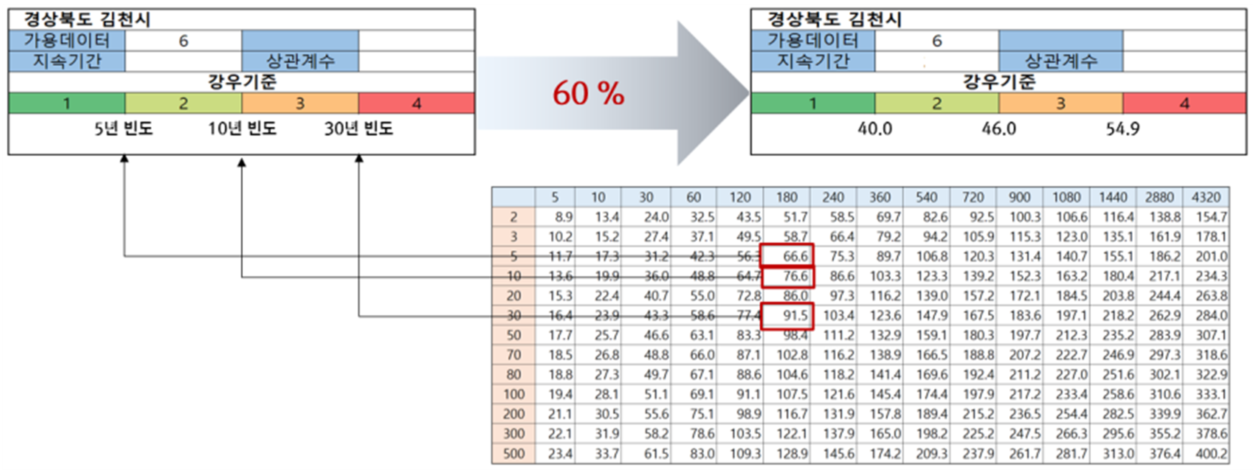 경상북도 김천시
가용데이터 6
지속기간 상관계수
강우기준
1 2 3 4
5년 빈도 10년 빈도 30년 빈도
60 %
경상북도 김천시
가용데이터 6
지속기간 상관계수
강우기준
1 2 3 4
40.0 46.0 54.9
5 10 30 60 120 180 240 360 540 720 900 1080 1440 2880 4320
2 8.9 13.4 24.0 32.5 43.5 51.7 58.5 69.7 82.6 92.5 100.3 106.6 116.4 138.8 154.7
3 10.2 15.2 27.4 37.1 49.5 58.7 66.4 79.2 94.2 105.9 115.3 123.0 135.1 161.9 178.1
5 11.7 17.3 31.2 42.3 56.3 66.6 75.3 89.7 106.8 120.3 131.4 140.7 155.1 186.2 201.0
10 13.6 19.9 36.0 48.8 64.7 76.6 86.6 103.3 123.3 139.2 152.3 163.2 180.4 217.1 234.3
20 15.3 22.4 40.7 55.0 72.8 86.0 97.3 116.2 139.0 157.2 172.1 184.5 203.8 244.4 263.8
30 16.4 23.9 43.3 58.6 77.4 91.5 103.4 123.6 147.9 167.5 183.6 197.1 218.2 262.9 284.0
50 17.7 25.7 46.6 63.1 83.3 98.4 111.2 132.9 159.1 180.3 197.7 212.3 235.2 283.9 307.1
70 18.5 26.8 48.8 66.0 87.1 102.8 116.2 138.9 166.5 188.8 207.2 222.7 246.9 297.3 318.6
80 18.8 27.3 49.7 67.1 88.6 104.6 118.2 141.4 169.6 192.4 211.2 227.0 251.6 302.1 322.9
100 19.4 28.1 51.1 69.1 91.1 107.5 121.6 145.4 174.4 197.9 217.2 233.4 258.6 310.6 333.1
200 21.1 30.5 55.6 75.1 98.9 116.7 131.9 157.8 189.4 215.2 236.5 254.4 282.5 339.9 362.7
300 22.1 31.9 58.2 78.6 103.5 122.1 137.9 165.0 198.2 225.2 247.5 266.3 295.6 355.2 378.6
500 23.4 33.7 61.5 83.0 109.3 128.9 145.6 174.2 209.3 237.9 261.7 281.7 313.0 376.4 400.2